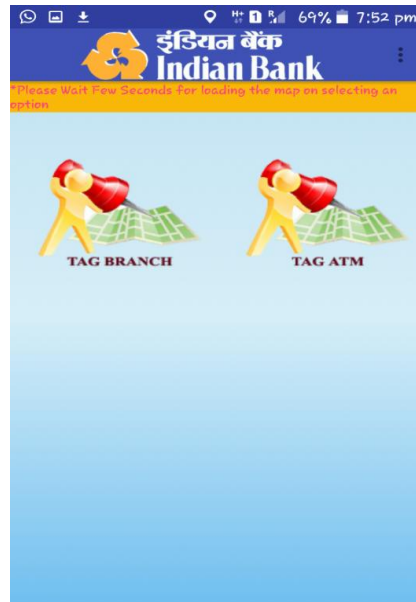 H+ 1 R 69% 7:52 pm
इंडियन बैंक
Indian Bank
*Please Wait Few Seconds for loading the map on selecting an
option
TAG BRANCH
TAG ATM